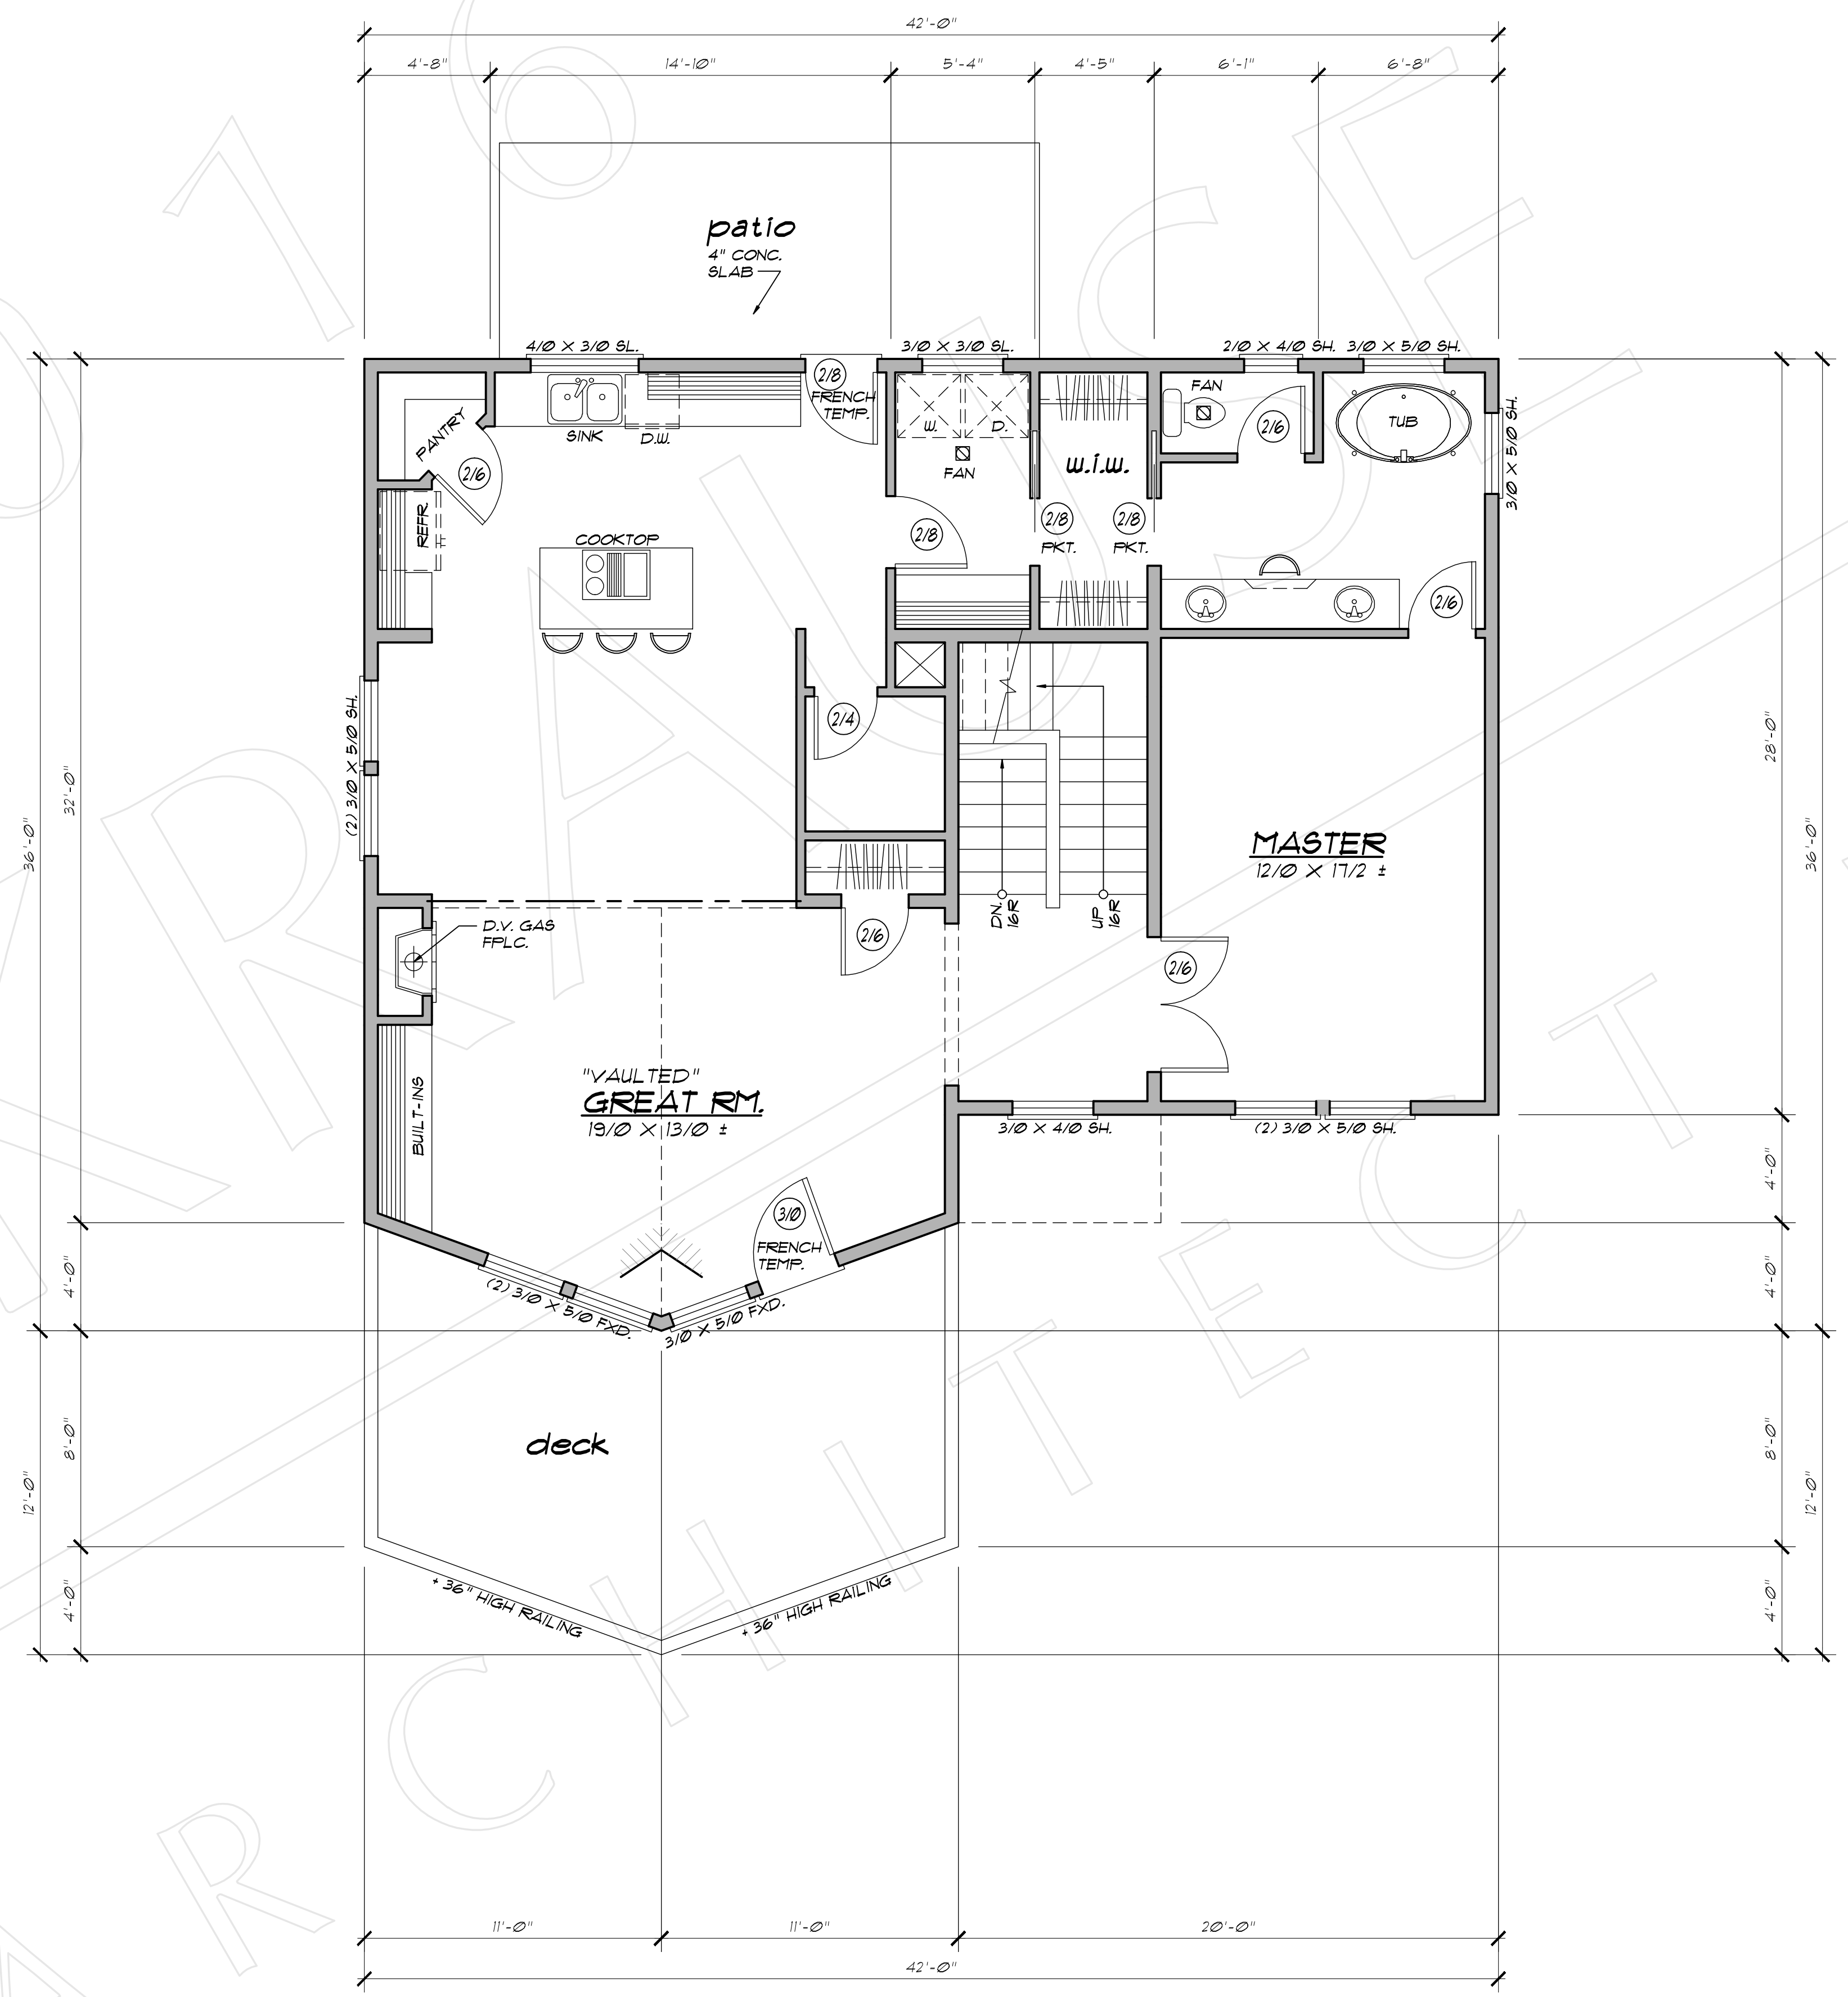 42'-0"
4'-8"
14'-10"
5'-4"
4'-5"
6'-1"
6'-8"
patio
4" CONC.
SLAB
4/0 X 3/0 SL.
3/0 X 3/0 SL.
2/0 X 4/0 SH.
3/0 X 5/0 SH.
2/8
FRENCH
TEMP.
FAN
PANTRY
SINK
D.W.
W.
D.
TUB
3/0 X 5/0 SH.
2/6
2/6
FAN
w.i.w.
REFR.
COOKTOP
2/8
2/8
PKT.
2/8
PKT.
2/6
(2) 3/0 X 5/0 SH.
2/4
32'-0"
36'-0"
28'-0"
36'-0"
MASTER
12/0 X 17/2 ±
DN.
16R
UP
16R
D.V. GAS
FPLC.
2/6
2/6
BUILT-INS
"VAULTED"
GREAT RM.
19/0 X 13/0 ±
3/0 X 4/0 SH.
(2) 3/0 X 5/0 SH.
4'-0"
3/0
FRENCH
TEMP.
(2) 3/0 X 5/0 FXD.
3/0 X 5/0 FXD.
4'-0"
4'-0"
deck
8'-0"
12'-0"
8'-0"
12'-0"
+ 36" HIGH RAILING
+ 36" HIGH RAILING
4'-0"
4'-0"
11'-0"
11'-0"
20'-0"
42'-0"
KRAUSE
ARCHITECT